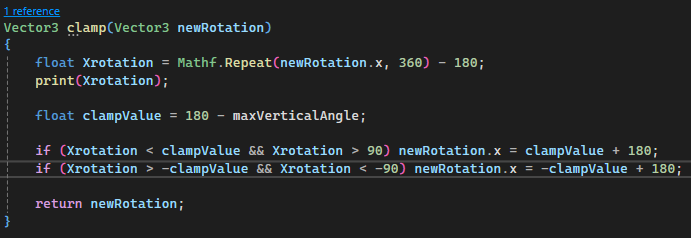 1 reference
Vector3 clamp(Vector3 newRotation)
{
float Xrotation = Mathf.Repeat(newRotation.x, 360) - 180;
print(Xrotation);
float clampValue = 180 - maxVerticalAngle;
if (Xrotation < clampValue && Xrotation > 90) newRotation.x = clampValue + 180;
if (Xrotation > -clampValue && Xrotation < -90) newRotation.x = -clampValue + 180;
return newRotation;
}